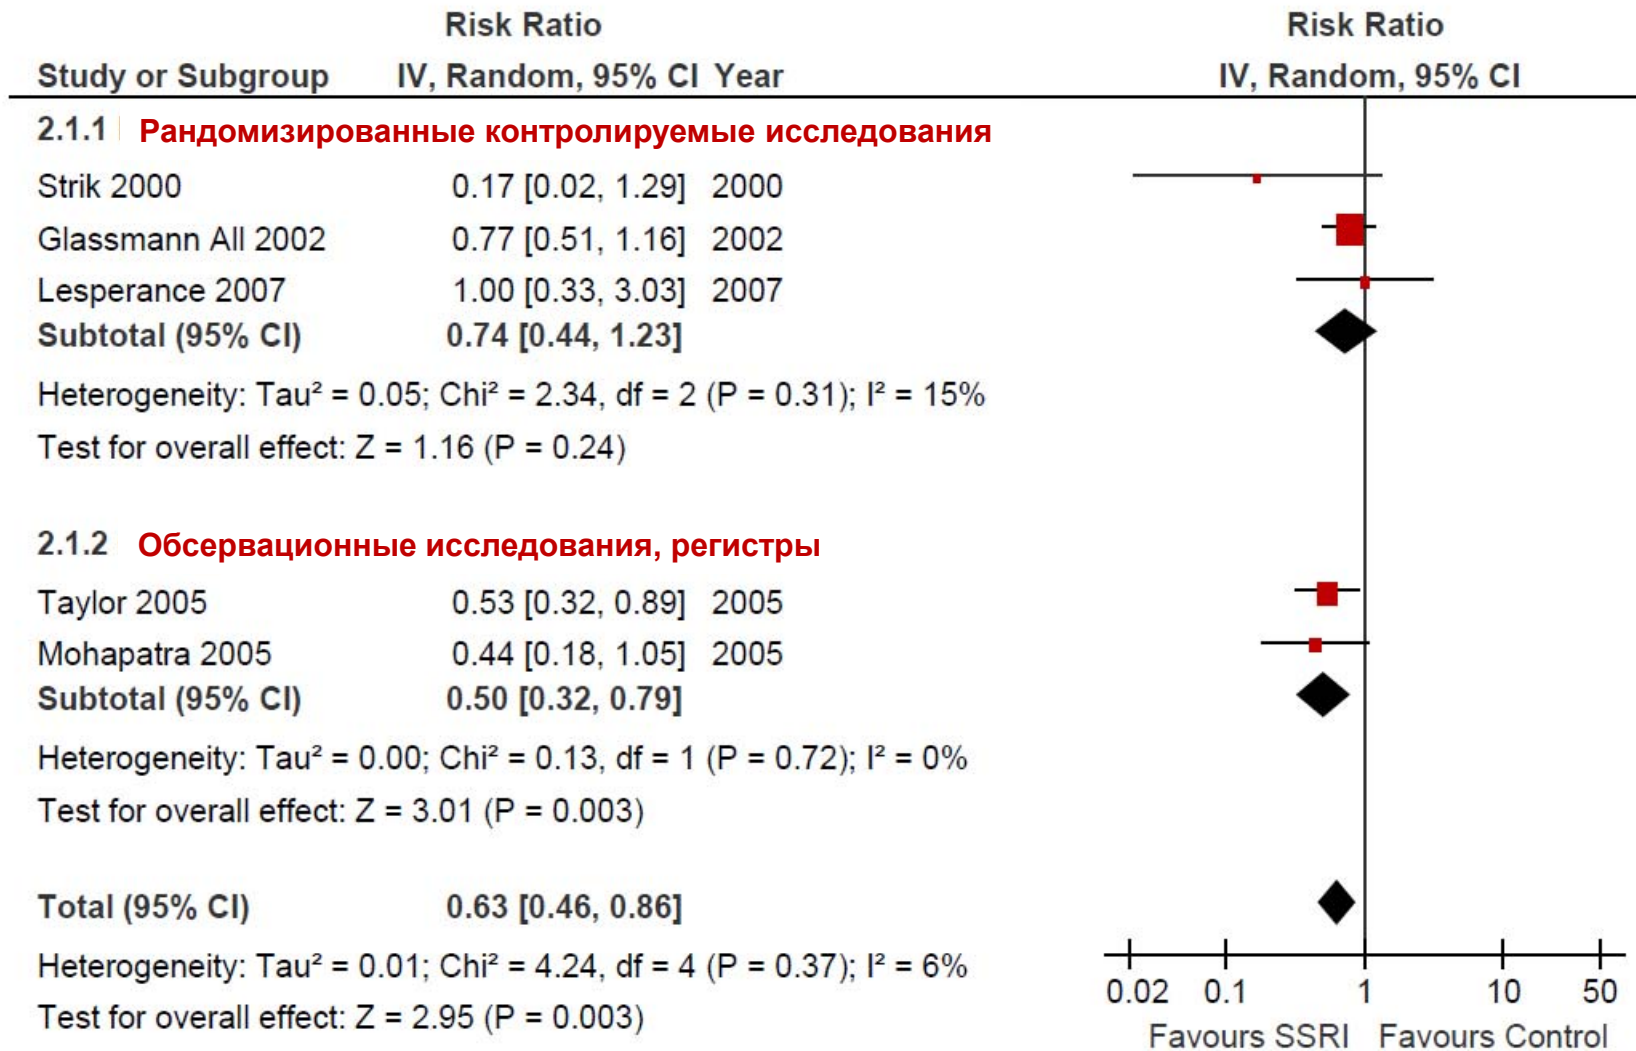 Risk Ratio Risk Ratio
Study or Subgroup IV, Random, 95% CI Year IV, Random, 95% CI
2.1.1 Рандомизированные контролируемые исследования
Strik 2000 0.17 [0.02, 1.29] 2000
Glassmann All 2002 0.77 [0.51, 1.16] 2002
Lesperance 2007 1.00 [0.33, 3.03] 2007
Subtotal (95% CI) 0.74 [0.44, 1.23]
Heterogeneity: Tau² = 0.05; Chi² = 2.34, df = 2 (P = 0.31); I² = 15%
Test for overall effect: Z = 1.16 (P = 0.24)
2.1.2 Обсервационные исследования, регистры
Taylor 2005 0.53 [0.32, 0.89] 2005
Mohapatra 2005 0.44 [0.18, 1.05] 2005
Subtotal (95% CI) 0.50 [0.32, 0.79]
Heterogeneity: Tau² = 0.00; Chi² = 0.13, df = 1 (P = 0.72); I² = 0%
Test for overall effect: Z = 3.01 (P = 0.003)
Total (95% CI) 0.63 [0.46, 0.86]
Heterogeneity: Tau² = 0.01; Chi² = 4.24, df = 4 (P = 0.37); I² = 6%
Test for overall effect: Z = 2.95 (P = 0.003)
0.02 0.1 1 10 50
Favours SSRI Favours Control